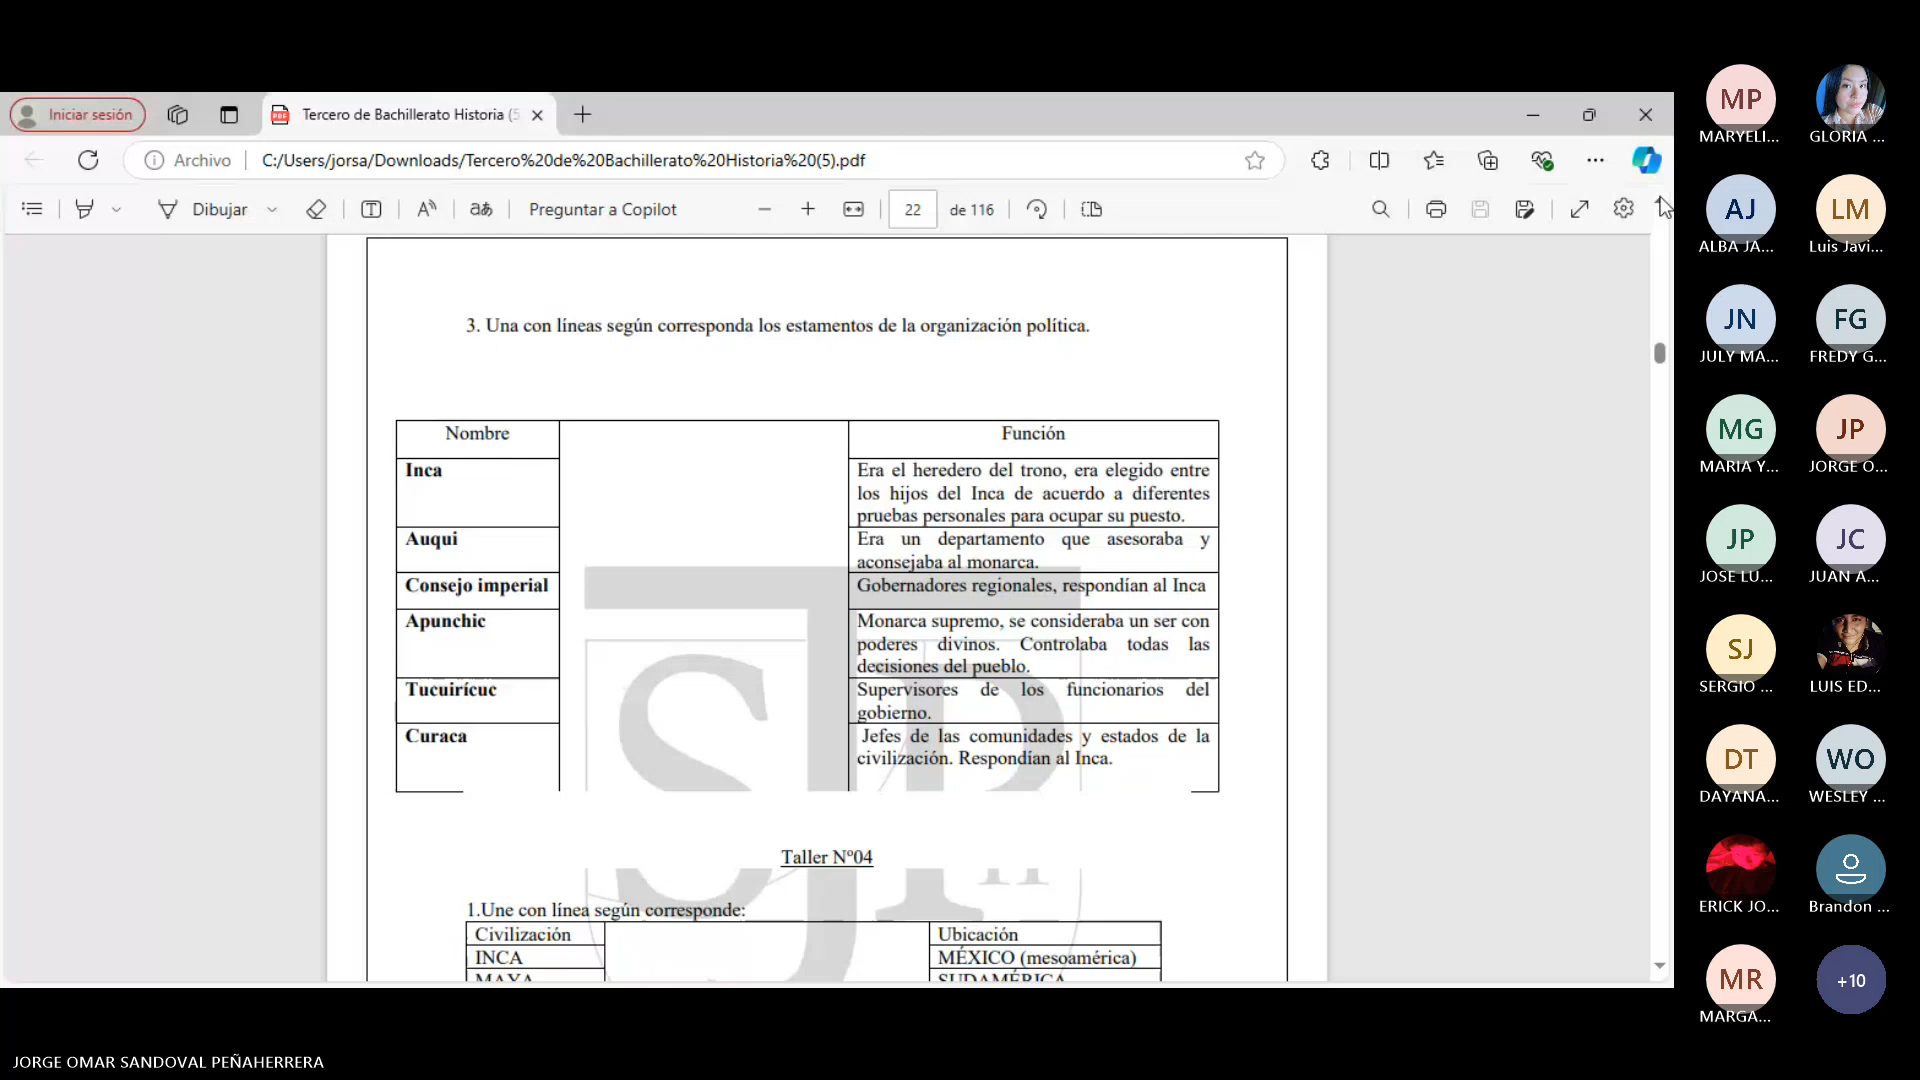 Iniciar sesión
Tercero de Bachillerato Historia (5
Archivo
C:/Users/jorsa/Downloads/Tercero%20de%20Bachillerato%20Historia%20(5).pdf
Dibujar
Preguntar a Copilot
22
de 116
3. Una con líneas según corresponda los estamentos de la organización política.
Nombre
Función
Inca
Era el heredero del trono, era elegido entre
los hijos del Inca de acuerdo a diferentes
pruebas personales para ocupar su puesto.
Auqui
Era un departamento que asesoraba y
aconsejaba al monarca.
Consejo imperial
Gobernadores regionales, respondían al Inca
Apunchic
Monarca supremo, se consideraba un ser con
poderes divinos. Controlaba todas las
decisiones del pueblo.
Tucuirícuc
Supervisores de los funcionarios del
gobierno.
Curaca
Jefes de las comunidades y estados de la
civilización. Respondían al Inca.
Taller N°04
1.Une con línea según corresponde:
Civilización
Ubicación
INCA
MÉXICO (mesoamérica)
MAYA
SUDAMÉRICA
MP
MARYELI...
GLORIA ...
AJ
ALBA JA...
LM
Luis Javi...
JN
JULY MA...
FG
FREDY G...
MG
MARIA Y...
JP
JORGE O...
JP
JOSE LU...
JC
JUAN A...
SJ
SERGIO ...
LUIS ED...
DT
DAYANA...
WO
WESLEY ...
ERICK JO...
Brandon ...
MR
MARGA...
+10
JORGE OMAR SANDOVAL PEÑAHERRERA